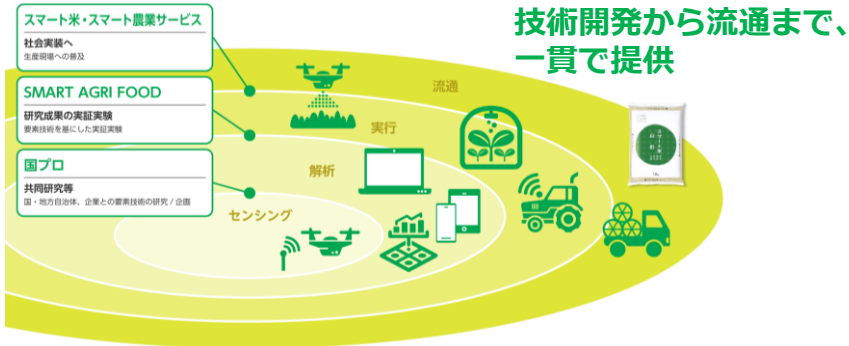 技術開発から流通まで、
一貫で提供
スマート米・スマート農業サービス
社会実装へ
生産現場への普及
SMART AGRI FOOD
研究成果の実証実験
要素技術を基にした実証実験
国プロ
共同研究等
国・地方自治体、企業との要素技術の研究 / 企画
流通
実行
解析
センシング
スマート米